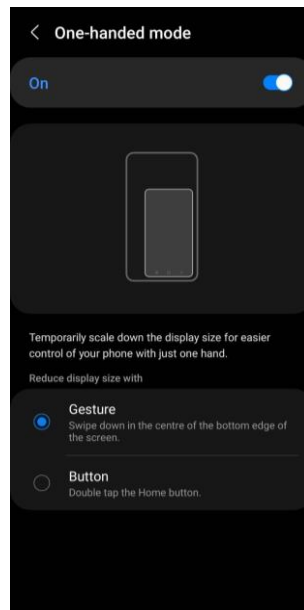 One-handed mode
On
Temporarily scale down the display size for easier
control of your phone with just one hand.
Reduce display size with
Gesture
Swipe down in the centre of the bottom edge of
the screen.
Button
Double tap the Home button.